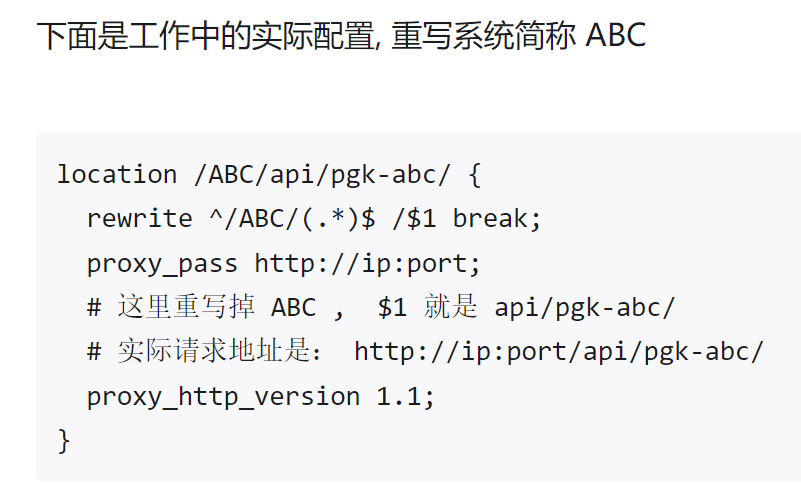 下面是工作中的实际配置, 重写系统简称 ABC
location /ABC/api/pgk-abc/ {
  rewrite ^/ABC/(.*)$ /$1 break;
  proxy_pass http://ip:port;
  # 这里重写掉 ABC ， $1 就是 api/pgk-abc/
  # 实际请求地址是： http://ip:port/api/pgk-abc/
  proxy_http_version 1.1;
}